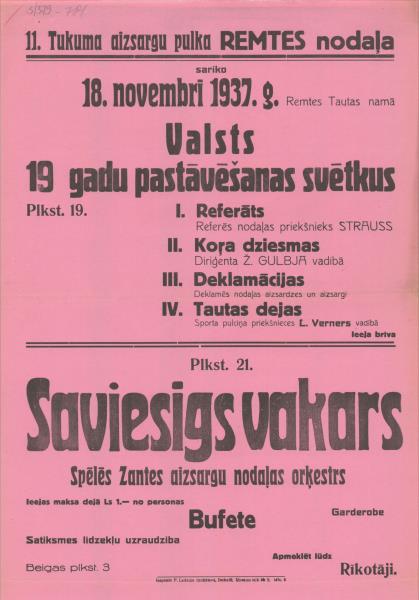 11. Tukuma aizsargu pulka REMTES nodaļa
sarīko
18. novembrī 1937. g. Remtes Tautas namā
Valsts
19 gadu pastāvēšanas svētkus
Plkst. 19.
I. Referāts
Referēs nodaļas priekšnieks STRAUSS
II. Koŗa dziesmas
Diriģenta Ž. GULBJA vadībā
III. Deklamācijas
Deklamēs nodaļas aizsardzes un aizsargi
IV. Tautas dejas
Sporta pulciņa priekšnieces L. Verners vadībā
Ieeja brīva
Plkst. 21.
Saviesīgs vakars
Spēlēs Zantes aizsargu nodaļas orķestrs
Ieejas maksa dejā Ls 1.— no personas
Garderobe
Bufete
Satiksmes līdzekļu uzraudzība
Apmeklēt lūdz
Beigas plkst. 3
Rīkotāji.